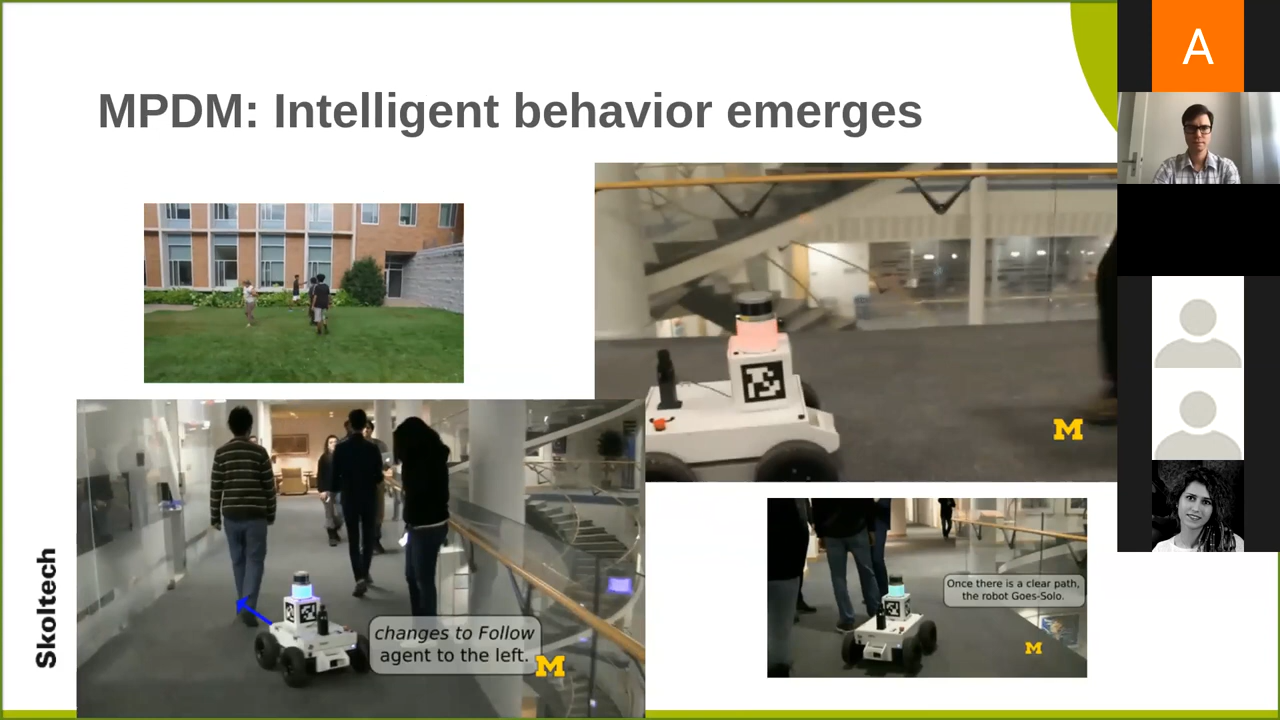 A
MPDM: Intelligent behavior emerges
M
changes to Follow
agent to the left.
M
Once there is a clear path,
the robot Goes-Solo.
M
Skoltech